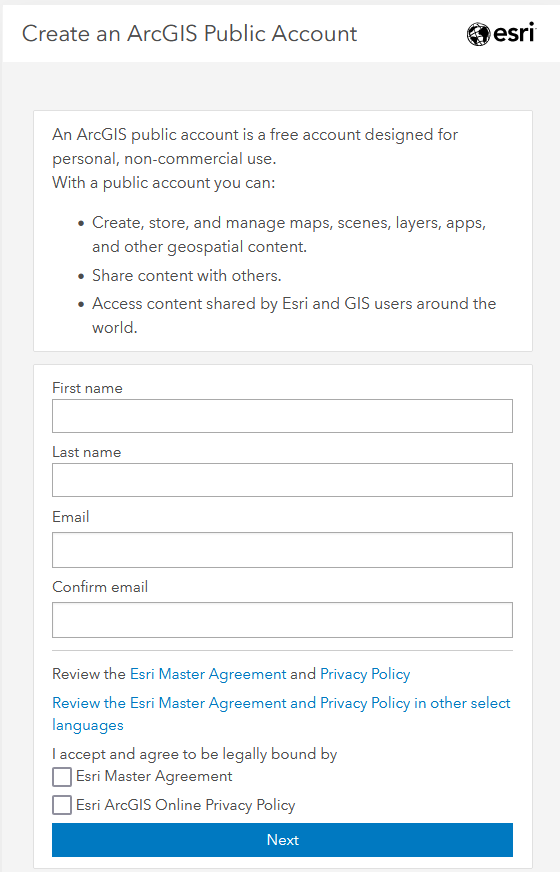 Create an ArcGIS Public Account
esri
An ArcGIS public account is a free account designed for
personal, non-commercial use.
With a public account you can:
• Create, store, and manage maps, scenes, layers, apps,
and other geospatial content.
• Share content with others.
• Access content shared by Esri and GIS users around the
world.
First name
Last name
Email
Confirm email
Review the Esri Master Agreement and Privacy Policy
Review the Esri Master Agreement and Privacy Policy in other select
languages
I accept and agree to be legally bound by
Esri Master Agreement
Esri ArcGIS Online Privacy Policy
Next